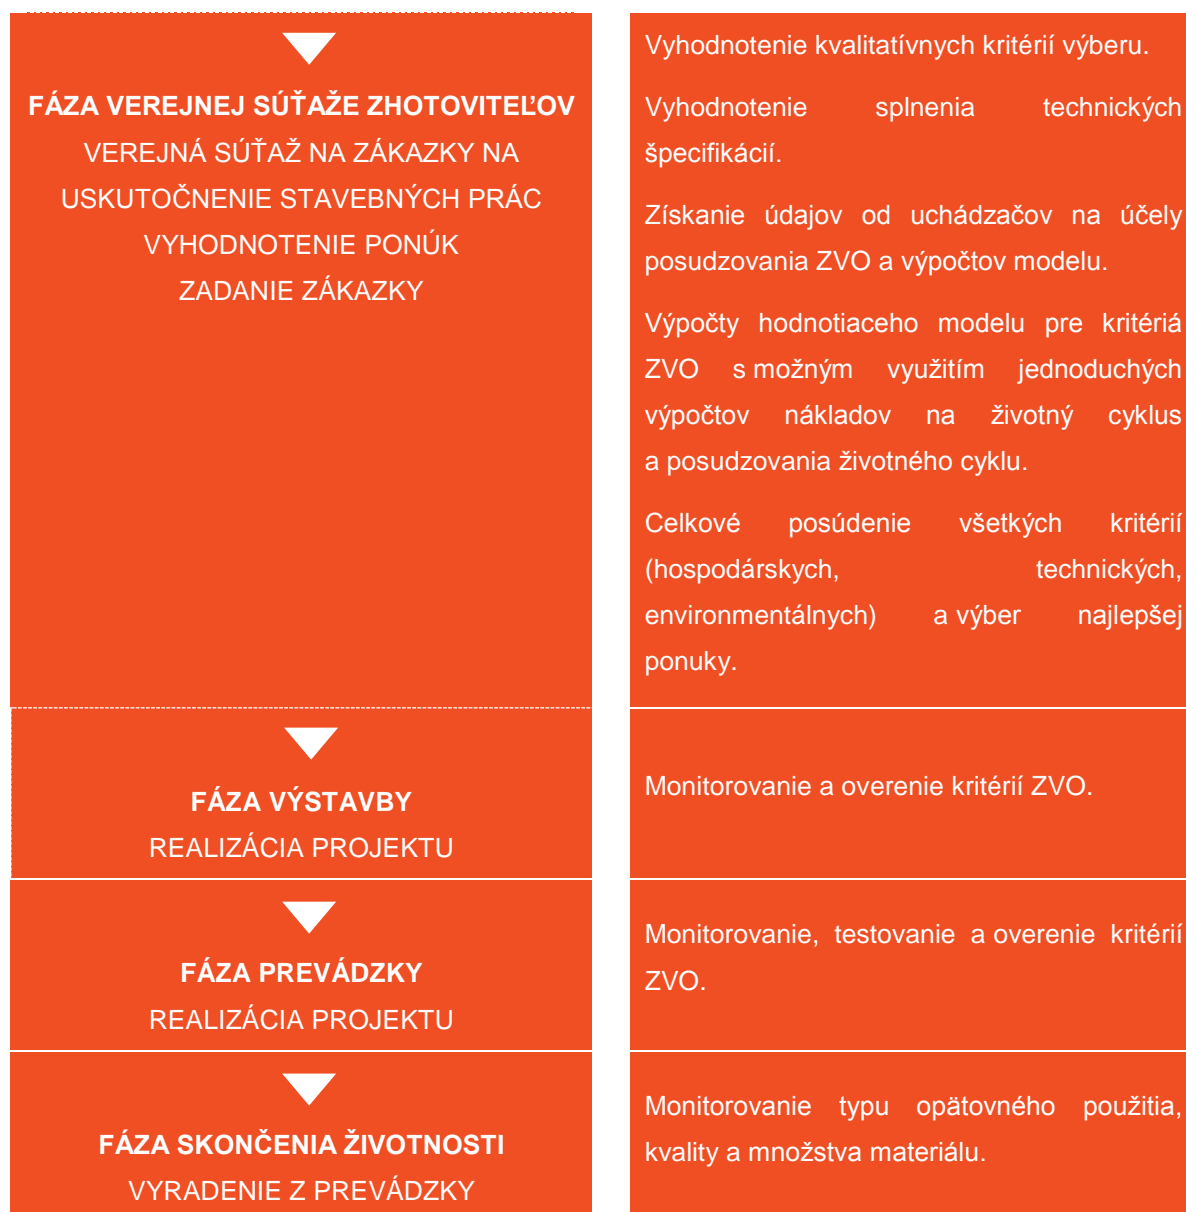 FÁZA VEREJNEJ SÚŤAŽE ZHOTOVITEĽOV
VEREJNÁ SÚŤAŽ NA ZÁKAZKY NA
USKUTOČNENIE STAVEBNÝCH PRÁC
VYHODNOTENIE PONÚK
ZADANIE ZÁKAZKY
Vyhodnotenie kvalitatívnych kritérií výberu.
Vyhodnotenie splnenia technických
špecifikácií.
Získanie údajov od uchádzačov na účely
posudzovania ZVO a výpočtov modelu.
Výpočty hodnotiaceho modelu pre kritériá
ZVO s možným využitím jednoduchých
výpočtov nákladov na životný cyklus
a posudzovania životného cyklu.
Celkové posúdenie všetkých kritérií
(hospodárskych, technických,
environmentálnych) a výber najlepšej
ponuky.
FÁZA VÝSTAVBY
REALIZÁCIA PROJEKTU
Monitorovanie a overenie kritérií ZVO.
FÁZA PREVÁDZKY
REALIZÁCIA PROJEKTU
Monitorovanie, testovanie a overenie kritérií
ZVO.
FÁZA SKONČENIA ŽIVOTNOSTI
VYRADENIE Z PREVÁDZKY
Monitorovanie typu opätovného použitia,
kvality a množstva materiálu.